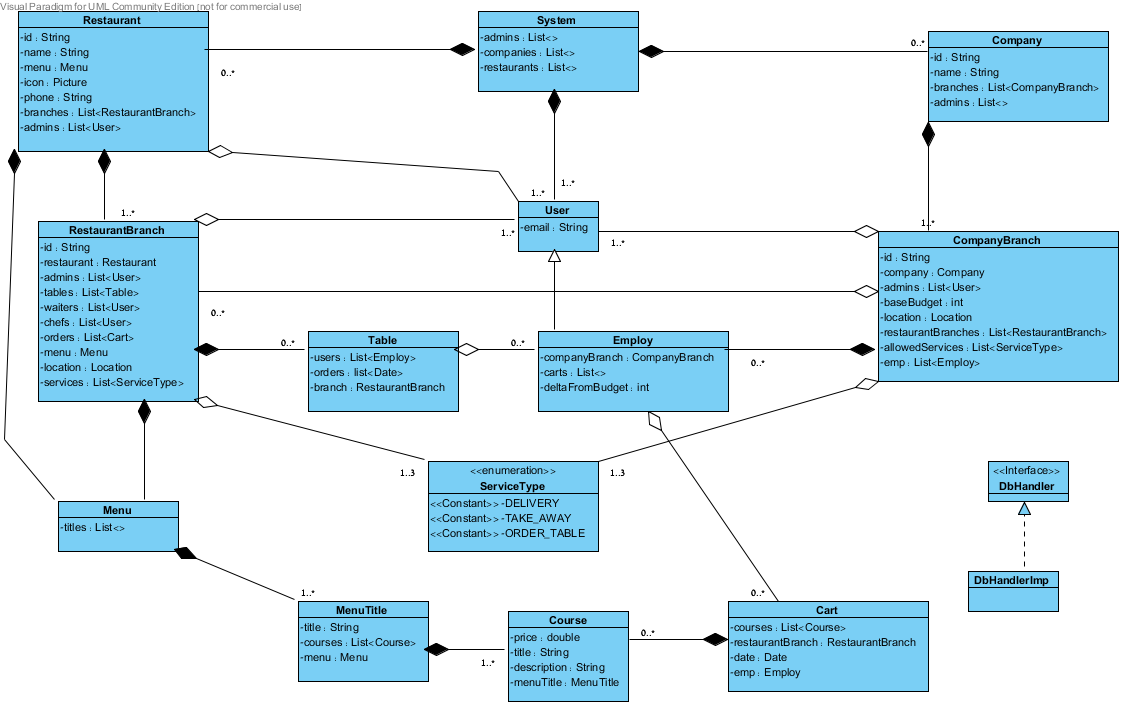 Visual Paradigm for UML Community Edition [not for commercial use]
Restaurant
-id : String
-name : String
-menu : Menu
-icon : Picture
-phone : String
-branches : List<RestaurantBranch>
-admins : List<User>
0..*
System
-admins : List<>
-companies : List<>
-restaurants : List<>
0..*
Company
-id : String
-name : String
-branches : List<CompanyBranch>
-admins : List<>
1..*
1..*
1..*
1..*
1..*
1..*
User
-email : String
RestaurantBranch
-id : String
-restaurant : Restaurant
-admins : List<User>
-tables : List<Table>
-waiters : List<User>
-chefs : List<User>
-orders : List<Cart>
-menu : Menu
-location : Location
-services : List<ServiceType>
0..*
0..*
Table
-users : List<Employ>
-orders : list<Date>
-branch : RestaurantBranch
0..*
Employ
-companyBranch : CompanyBranch
-carts : List<>
-deltaFromBudget : int
0..*
CompanyBranch
-id : String
-company : Company
-admins : List<User>
-baseBudget : int
-location : Location
-restaurantBranches : List<RestaurantBranch>
-allowedServices : List<ServiceType>
-emp : List<Employ>
1..3
<<enumeration>>
ServiceType
<<Constant>> -DELIVERY
<<Constant>> -TAKE_AWAY
<<Constant>> -ORDER_TABLE
1..3
<<Interface>>
DbHandler
DbHandlerImp
Menu
-titles : List<>
1..*
MenuTitle
-title : String
-courses : List<Course>
-menu : Menu
1..*
Course
-price : double
-title : String
-description : String
-menuTitle : MenuTitle
0..*
0..*
Cart
-courses : List<Course>
-restaurantBranch : RestaurantBranch
-date : Date
-emp : Employ